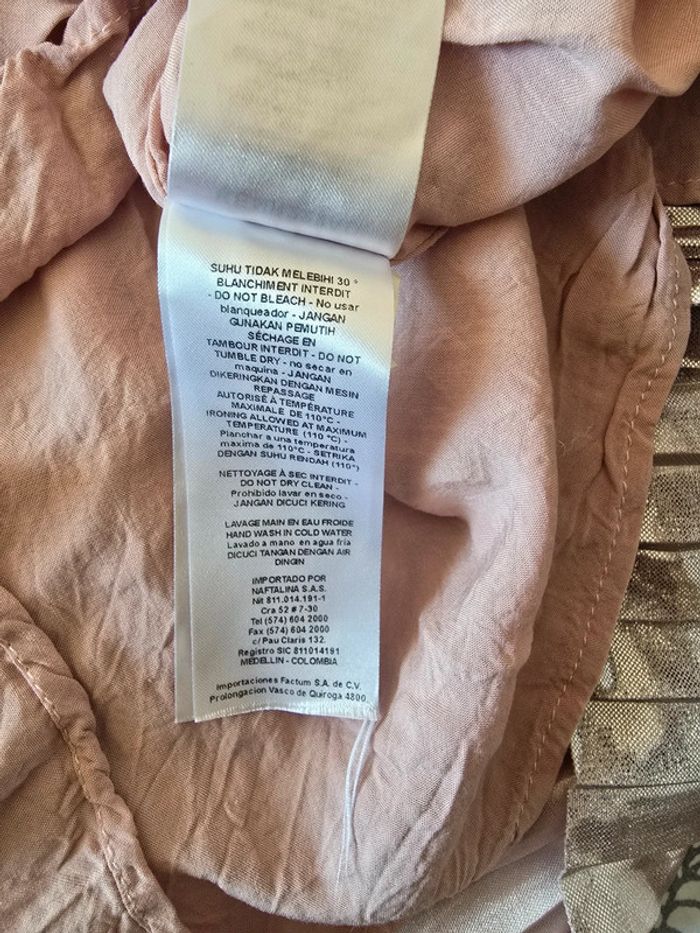 SUHU TIDAK MELEBIHI 30 °
BLANCHIMENT INTERDIT
- DO NOT BLEACH - No usar
blanqueador - JANGAN
GUNAKAN PEMUTIH
SÉCHAGE EN
TAMBOUR INTERDIT - DO NOT
TUMBLE DRY - no secar en
maquina - JANGAN
DIKERINGKAN DENGAN MESIN
REPASSAGE
AUTORISÉ À TEMPÉRATURE
MAXIMALE DE 110°C -
IRONING ALLOWED AT MAXIMUM
TEMPERATURE (110 °C) -
Planchar a una temperatura
maxima de 110°C - SETRIKA
DENGAN SUHU RENDAH (110°)
NETTOYAGE À SEC INTERDIT -
DO NOT DRY CLEAN -
Prohibido lavar en seco -
JANGAN DICUCI KERING
LAVAGE MAIN EN EAU FROIDE
HAND WASH IN COLD WATER
Lavado a mano en agua fria
DICUCI TANGAN DENGAN AIR
DINGIN
IMPORTADO POR
NAFTALINA S.A.S.
Nit 811.014.191-1
Cra 52 # 7-30
Tel (574) 604 2000
Fax (574) 604 2000
c/ Pau Claris 132.
Registro SIC 811014191
MEDELLIN - COLOMBIA
Importaciones Factum S.A. de C.V.
Prolongacion Vasco de Quiroga 4800,